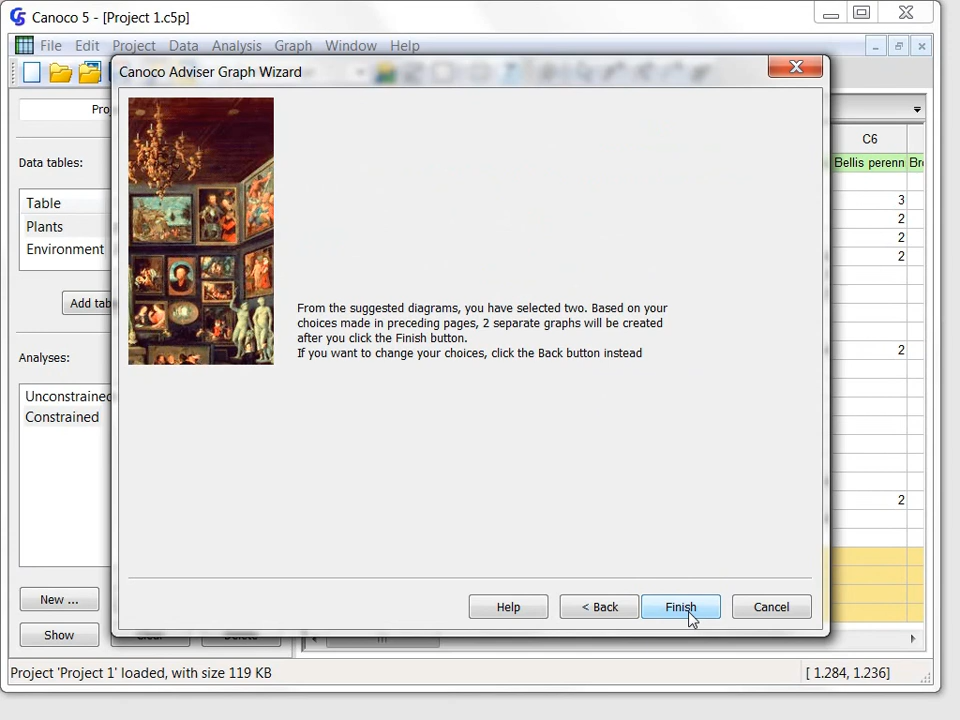 Canoco 5 - [Project 1.c5p]
File Edit Project Data Analysis Graph Window Help
Canoco Adviser Graph Wizard
Data tables:
Table
Plants
Environment
Analyses:
Constrained
New ...
Show
C6
Bellis perenn
3
2
2
2
2
2
From the suggested diagrams, you have selected two. Based on your
choices made in preceding pages, 2 separate graphs will be created
after you click the Finish button.
If you want to change your choices, click the Back button instead
Help < Back Finish Cancel
Project 'Project 1' loaded, with size 119 KB
[ 1.284, 1.236]